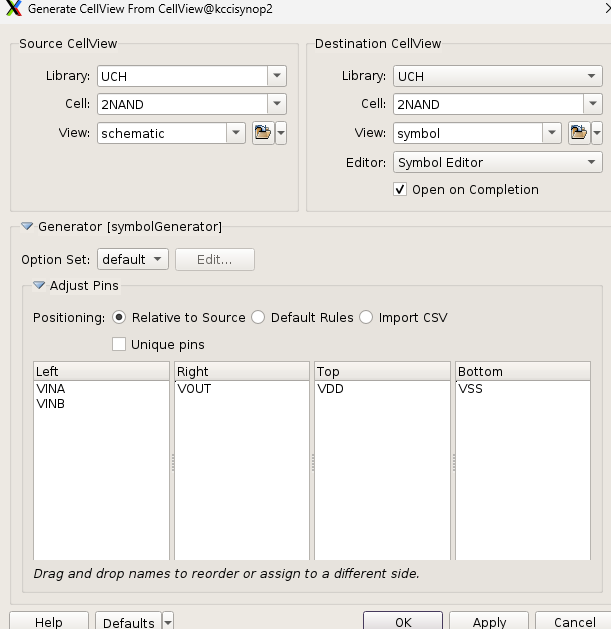 Generate CellView From CellView@kccisynop2
Source CellView
Library: UCH
Cell: 2NAND
View: schematic
Destination CellView
Library: UCH
Cell: 2NAND
View: symbol
Editor: Symbol Editor
Open on Completion
Generator [symbolGenerator]
Option Set: default Edit...
Adjust Pins
Positioning: Relative to Source Default Rules Import CSV
Unique pins
Left Right Top Bottom
VINA VOUT VDD VSS
VINB
Drag and drop names to reorder or assign to a different side.
Help Defaults OK Apply Cancel